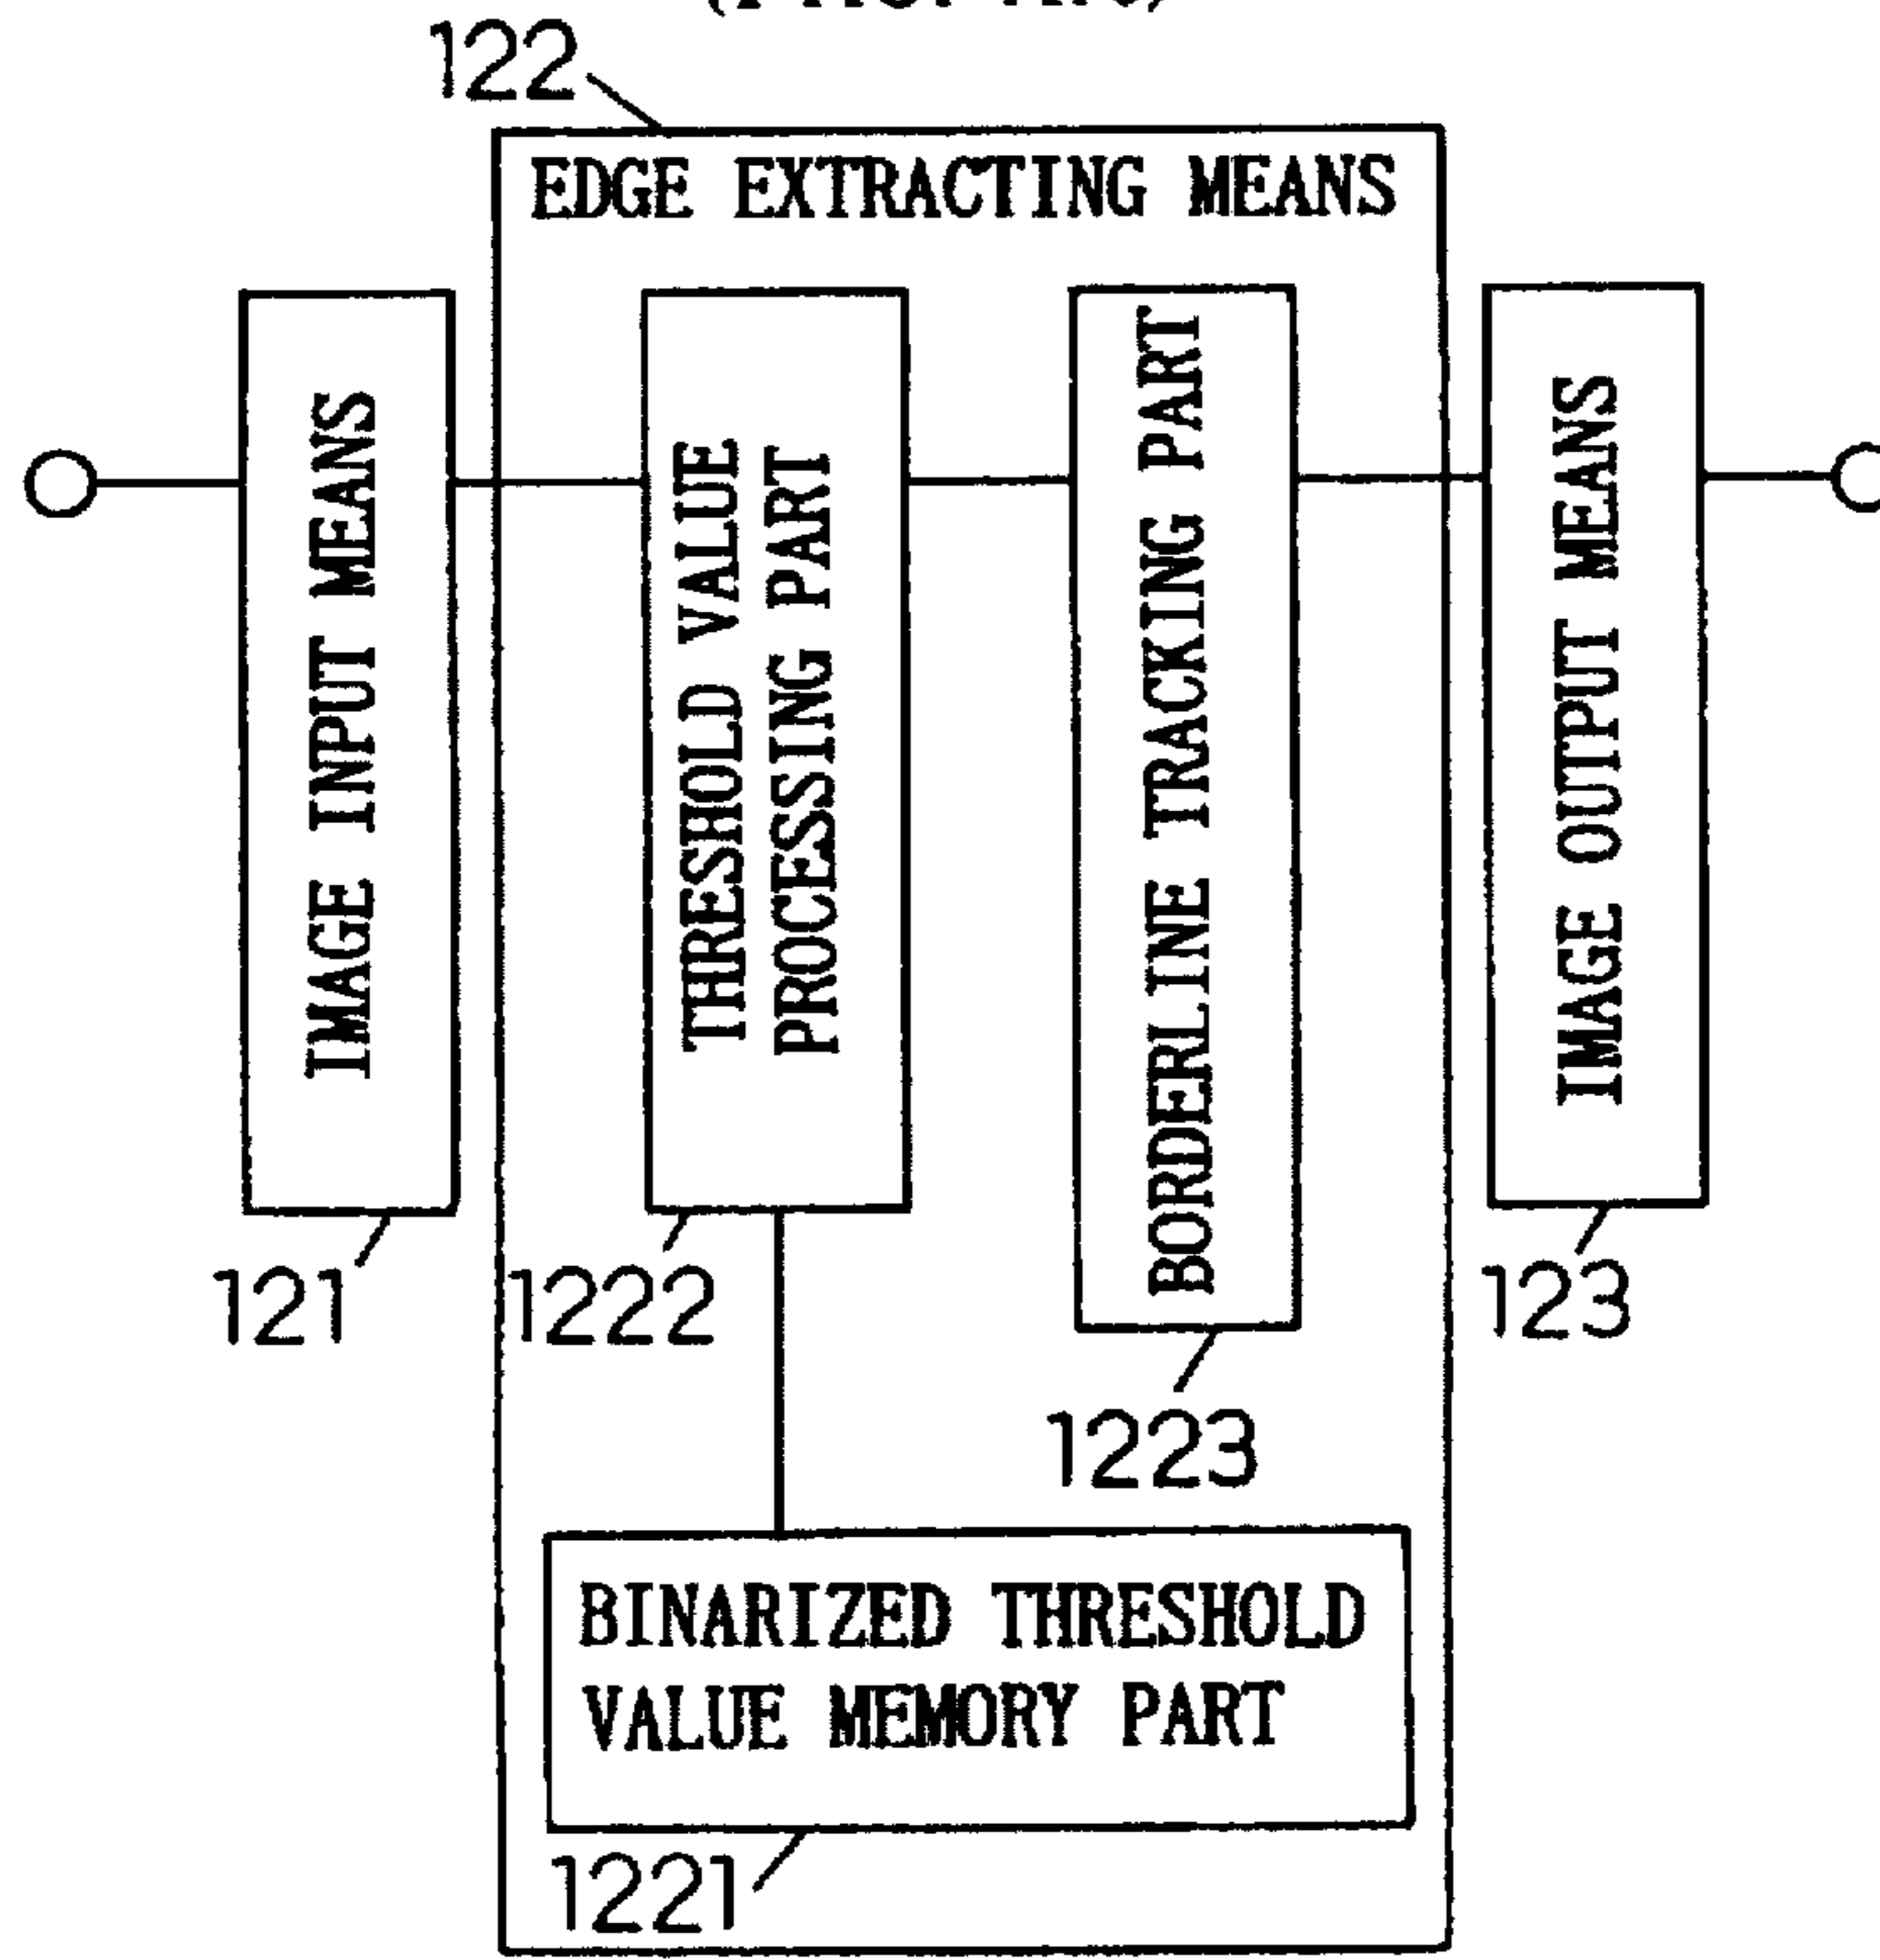 122
EDGE EXTRACTING MEANS
IMAGE INPUT MEANS
THRESHOLD VALUE
PROCESSING PART
BORDERLINE TRACKING PART
IMAGE OUTPUT MEANS
121
1222
123
1223
BINARIZED THRESHOLD
VALUE MEMORY PART
1221